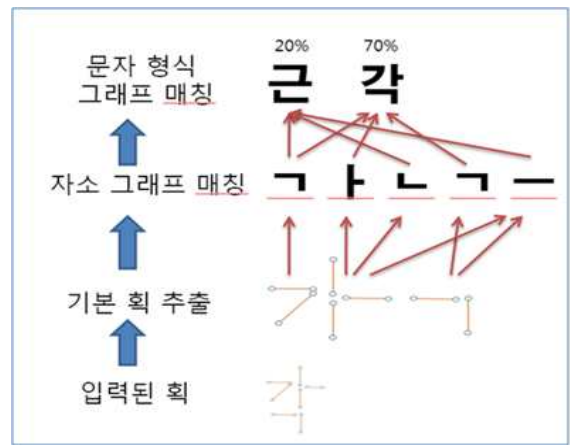 20% 70%
문자 형식
그래프 매칭
근 각
자소 그래프 매칭
ㄱ ㅏ ㄴ ㄱ ㅡ
기본 획 추출
입력된 획